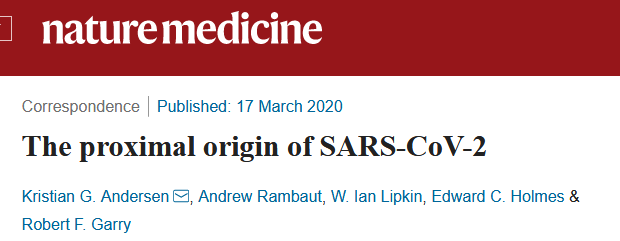 nature medicine
Correspondence | Published: 17 March 2020
The proximal origin of SARS-CoV-2
Kristian G. Andersen, Andrew Rambaut, W. Ian Lipkin, Edward C. Holmes &
Robert F. Garry